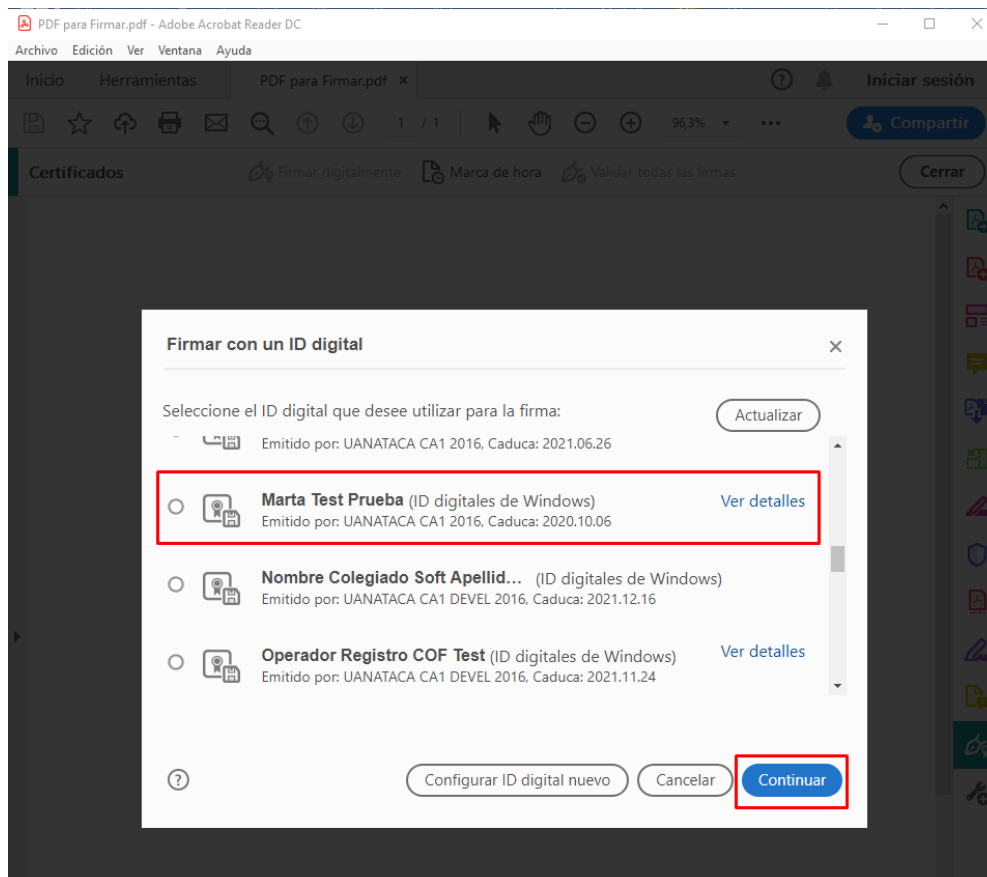 PDF para Firmar.pdf - Adobe Acrobat Reader DC
Archivo Edición Ver Ventana Ayuda
Inicio Herramientas PDF para Firmar.pdf × ? Iniciar sesión
1 / 1 96,3% Compartir
Certificados Firmar digitalmente Marca de hora Validar todas las firmas Cerrar
Firmar con un ID digital
Seleccione el ID digital que desee utilizar para la firma: Actualizar
Emitido por: UANATACA CA1 2016, Caduca: 2021.06.26
Marta Test Prueba (ID digitales de Windows) Ver detalles
Emitido por: UANATACA CA1 2016, Caduca: 2020.10.06
Nombre Colegiado Soft Apellid... (ID digitales de Windows)
Emitido por: UANATACA CA1 DEVEL 2016, Caduca: 2021.12.16
Operador Registro COF Test (ID digitales de Windows) Ver detalles
Emitido por: UANATACA CA1 DEVEL 2016, Caduca: 2021.11.24
? Configurar ID digital nuevo Cancelar Continuar